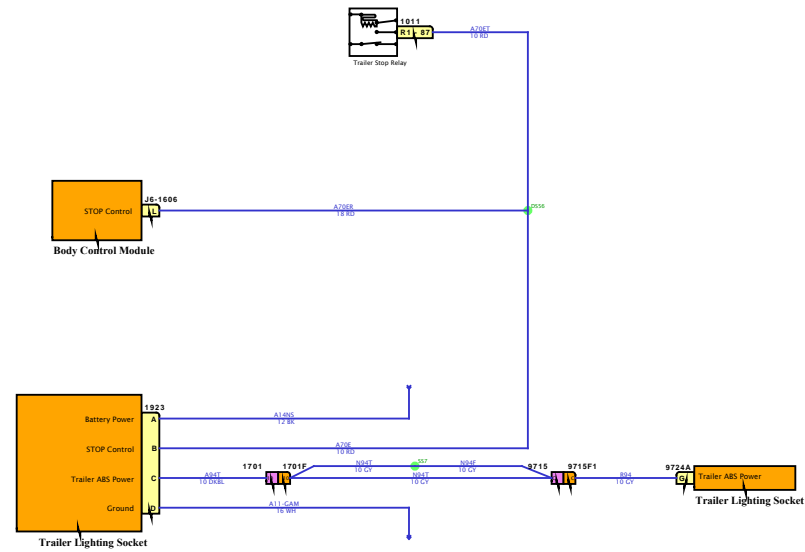 1011
R1 - 87
A70ET
10 RD
Trailer Stop Relay
J6-1606
STOP Control
L
A70ER
18 RD
DS56
Body Control Module
1923
Battery Power
A
A14NS
12 BK
STOP Control
B
A70E
10 RD
1701
1701F
N94T
10 GY
S57
N94F
10 GY
9715
9715F1
9724A
Trailer ABS Power
C
A94T
10 DKBL
N94T
10 GY
R94
10 GY
G
Trailer ABS Power
Trailer Lighting Socket
Ground
D
A11-GAM
16 WH
Trailer Lighting Socket